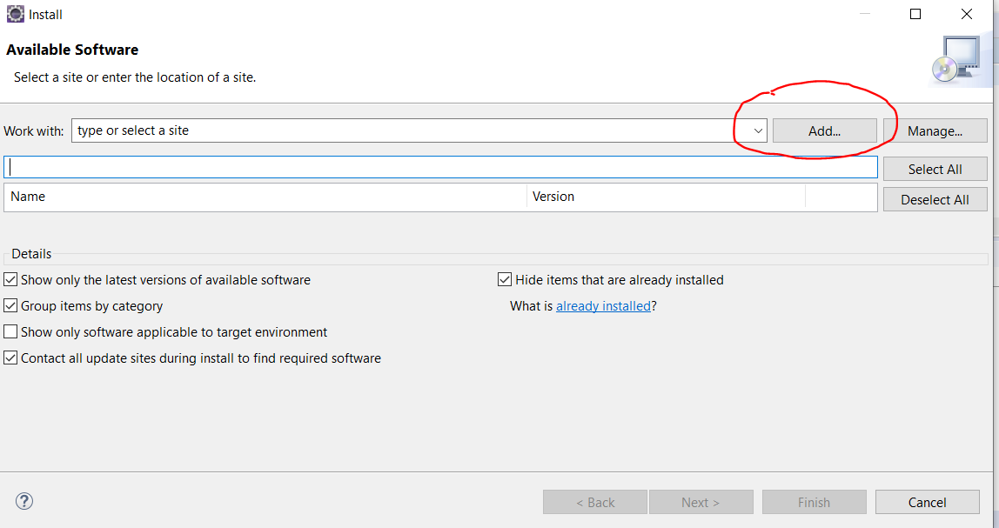 Install
Available Software
Select a site or enter the location of a site.
Work with: type or select a site Add... Manage...
Select All
Name Version
Deselect All
Details
Show only the latest versions of available software Hide items that are already installed
Group items by category What is already installed?
Show only software applicable to target environment
Contact all update sites during install to find required software
? < Back Next > Finish Cancel